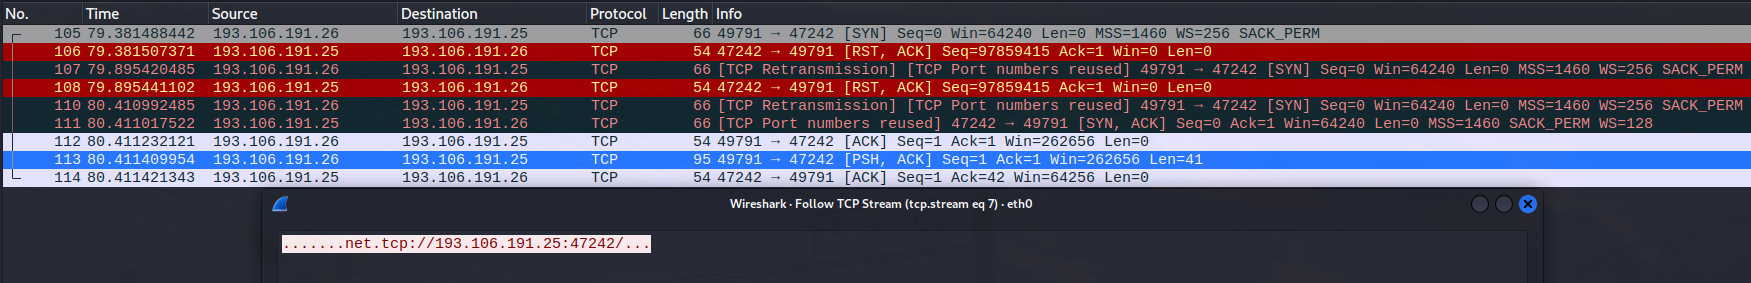 No. Time Source Destination Protocol Length Info
105 79.381488442 193.106.191.26 193.106.191.25 TCP 66 49791 → 47242 [SYN] Seq=0 Win=64240 Len=0 MSS=1460 WS=256 SACK_PERM
106 79.381507371 193.106.191.25 193.106.191.26 TCP 54 47242 → 49791 [RST, ACK] Seq=97859415 Ack=1 Win=0 Len=0
107 79.895420485 193.106.191.26 193.106.191.25 TCP 66 [TCP Retransmission] [TCP Port numbers reused] 49791 → 47242 [SYN] Seq=0 Win=64240 Len=0 MSS=1460 WS=256 SACK_PERM
108 79.895441102 193.106.191.25 193.106.191.26 TCP 54 47242 → 49791 [RST, ACK] Seq=97859415 Ack=1 Win=0 Len=0
110 80.410992485 193.106.191.26 193.106.191.25 TCP 66 [TCP Retransmission] [TCP Port numbers reused] 49791 → 47242 [SYN] Seq=0 Win=64240 Len=0 MSS=1460 WS=256 SACK_PERM
111 80.411017522 193.106.191.25 193.106.191.26 TCP 66 [TCP Port numbers reused] 47242 → 49791 [SYN, ACK] Seq=0 Ack=1 Win=64240 Len=0 MSS=1460 SACK_PERM WS=128
112 80.411232121 193.106.191.26 193.106.191.25 TCP 54 49791 → 47242 [ACK] Seq=1 Ack=1 Win=262656 Len=0
113 80.411409954 193.106.191.26 193.106.191.25 TCP 95 49791 → 47242 [PSH, ACK] Seq=1 Ack=1 Win=262656 Len=41
114 80.411421343 193.106.191.25 193.106.191.26 TCP 54 47242 → 49791 [ACK] Seq=1 Ack=42 Win=64256 Len=0
Wireshark · Follow TCP Stream (tcp.stream eq 7) · eth0
.......net.tcp://193.106.191.25:47242/...